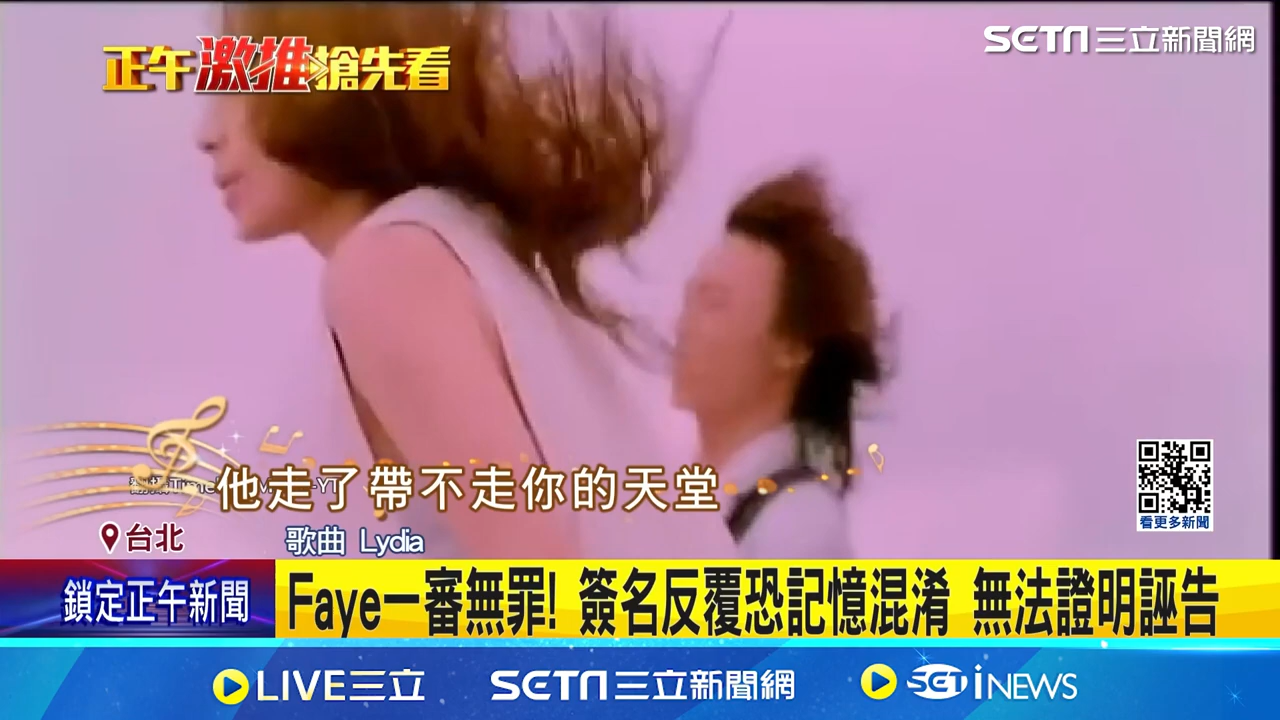 正午激推搶先看
SETN三立新聞網
他走了帶不走你的天堂
台北
歌曲 Lydia
看更多新聞
鎖定正午新聞
Faye一審無罪! 簽名反覆恐記憶混淆 無法證明誣告
LIVE三立
SETN三立新聞網
SET iNEWS